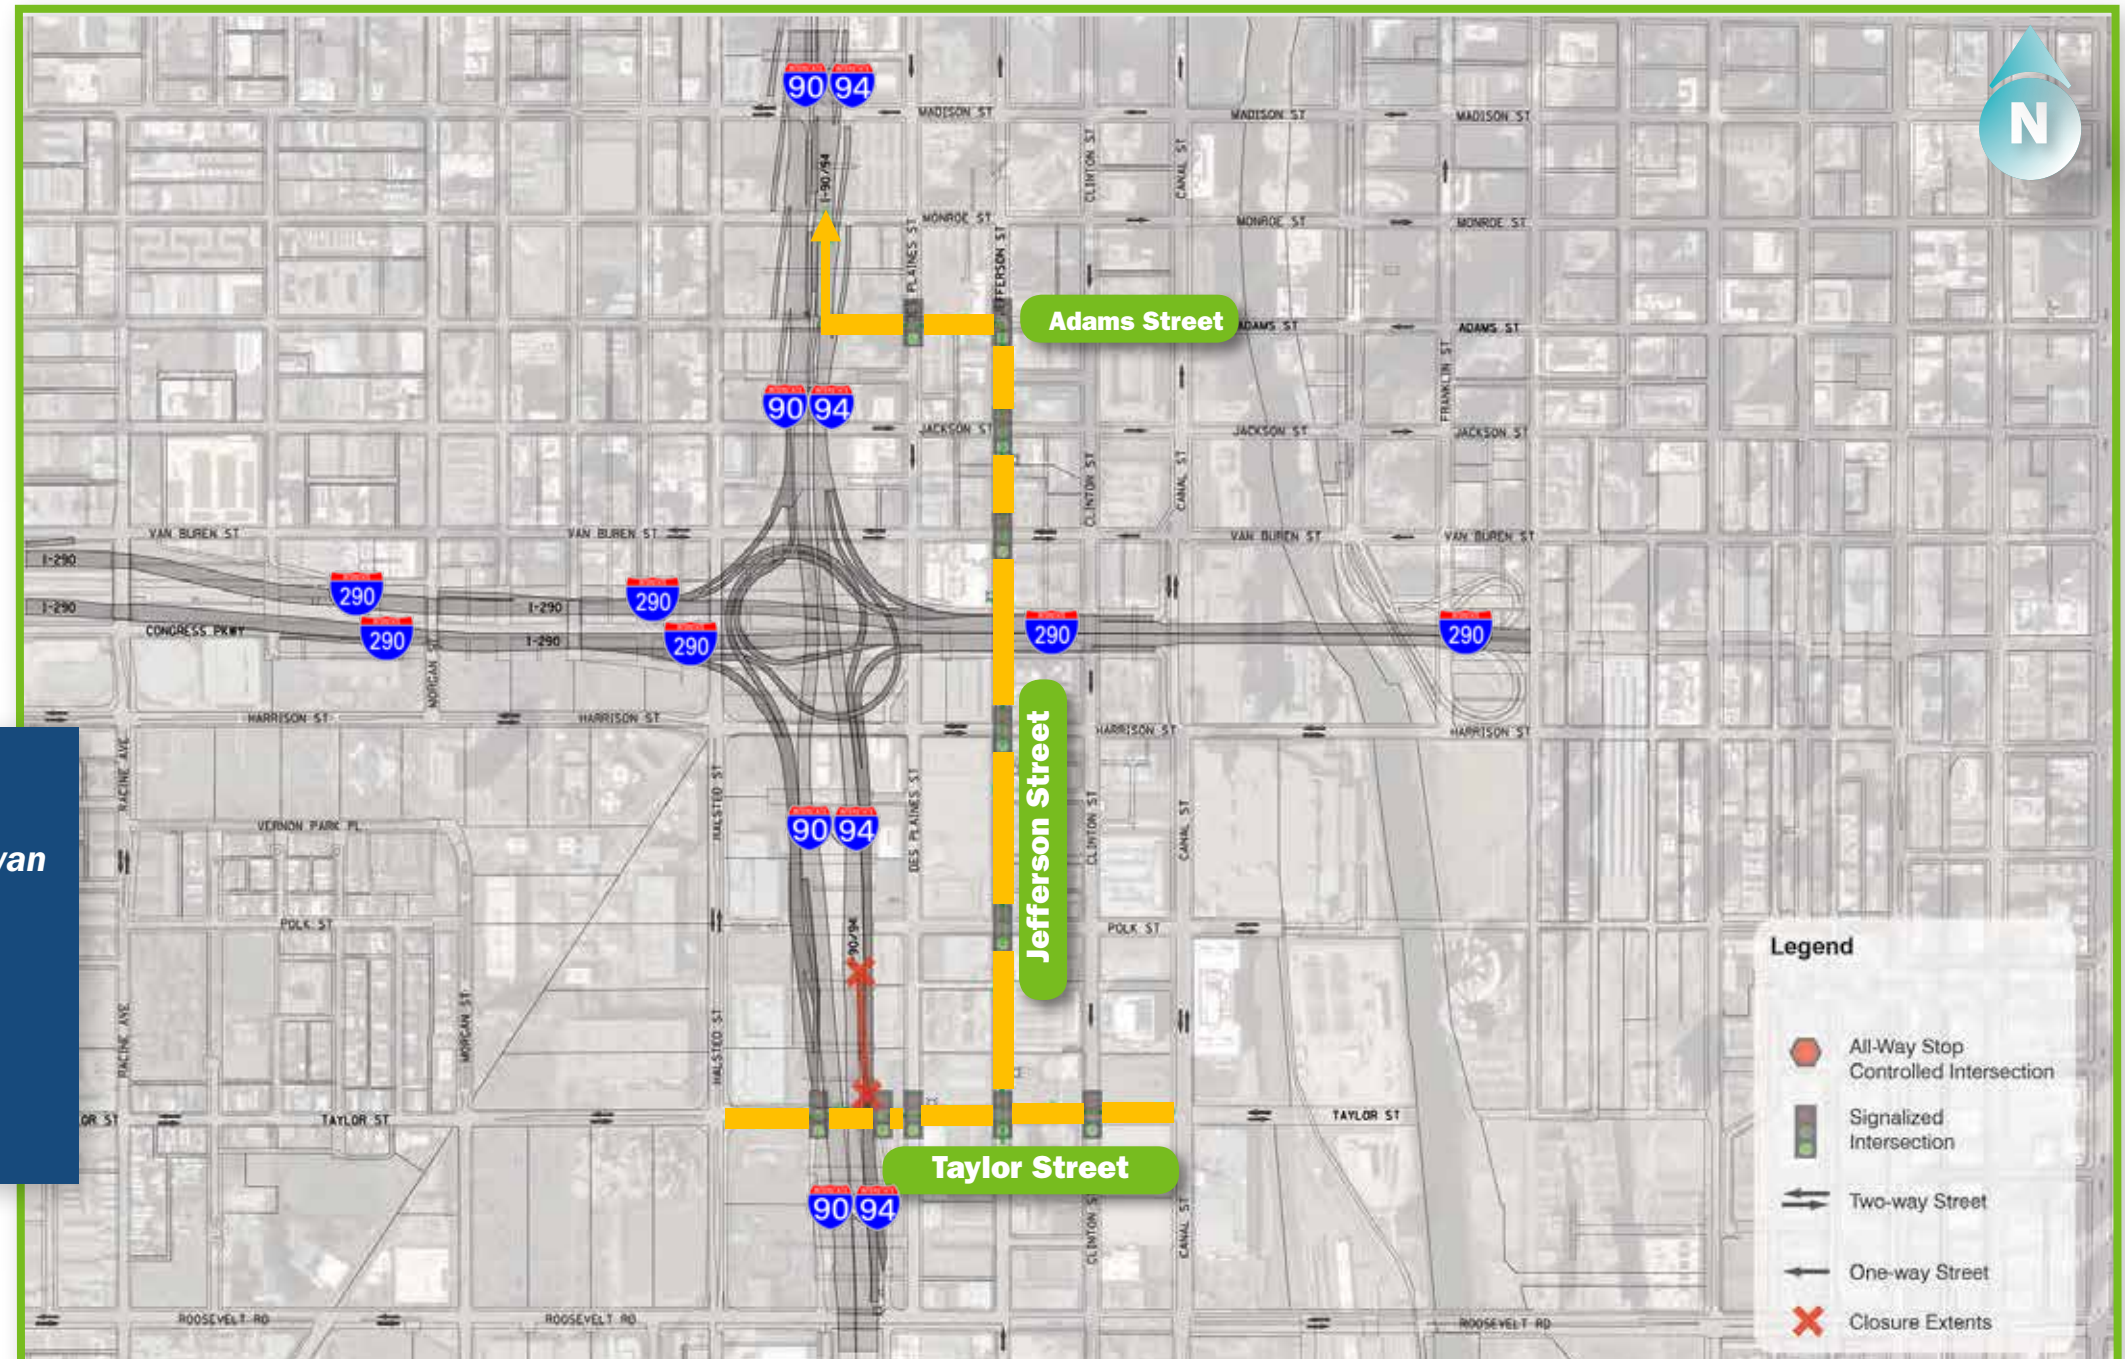 90 94
MADISON ST
MADISON ST
MADISON ST
N
I-90/94
CLINTON ST
CANAL ST
MONROE ST
MONROE ST
MONROE ST
PLAINES ST
FFERSON ST
Adams Street
ADAMS ST
ADAMS ST
FRANKLIN ST
90 94
JACKSON ST
JACKSON ST
JACKSON ST
CLINTON ST
CANAL ST
VAN BUREN ST
VAN BUREN ST
VAN BUREN ST
VAN BUREN ST
I-290
290
290
I-290
I-290
290
290
CONGRESS PKWY
290
I-290
290
MORGAN ST
HARRISON ST
HARRISON ST
HARRISON ST
HARRISON ST
Jefferson Street
RACINE AVE
HALSTED ST
DES PLAINES ST
CLINTON ST
CANAL ST
VERNON PARK PL
90 94
yan
POLK ST
90/94
POLK ST
RACINE AVE
MORGAN ST
HALSTED ST
OR ST
TAYLOR ST
TAYLOR ST
Taylor Street
90 94
CLINTON S
CANAL ST
ROOSEVELT RD
ROOSEVELT RD
ROOSEVELT RD
Legend
All-Way Stop
Controlled Intersection
Signalized
Intersection
Two-way Street
One-way Street
Closure Extents